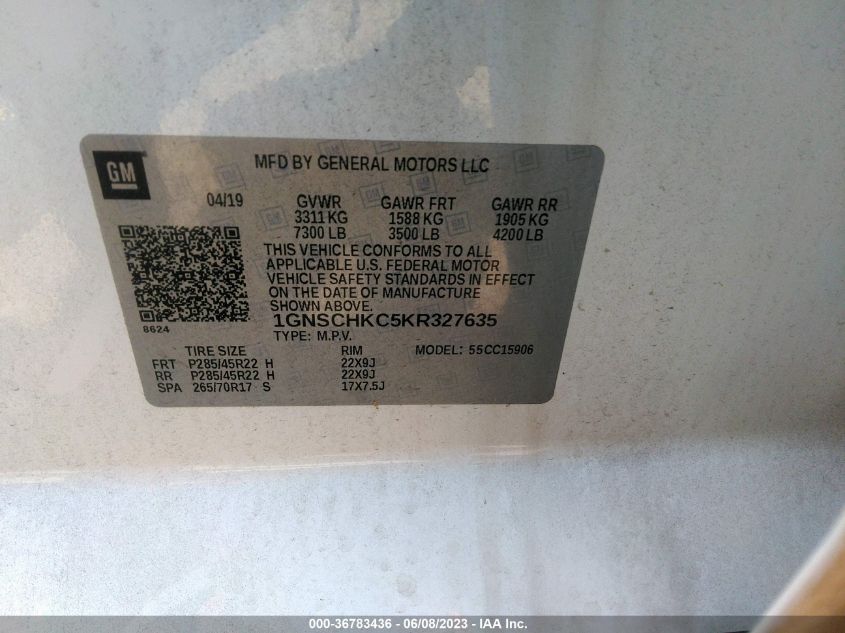 GM
MFD BY GENERAL MOTORS LLC
04/19 GVWR GAWR FRT GAWR RR
3311 KG 1588 KG 1905 KG
7300 LB 3500 LB 4200 LB
THIS VEHICLE CONFORMS TO ALL
APPLICABLE U.S. FEDERAL MOTOR
VEHICLE SAFETY STANDARDS IN EFFECT
ON THE DATE OF MANUFACTURE
SHOWN ABOVE.
8624
1GNSCHKC5KR327635
TYPE: M.P.V.
TIRE SIZE RIM MODEL: 55CC15906
FRT P285/45R22 H 22X9J
RR P285/45R22 H 22X9J
SPA 265/70R17 S 17X7.5J
000-36783436 - 06/08/2023 - IAA Inc.